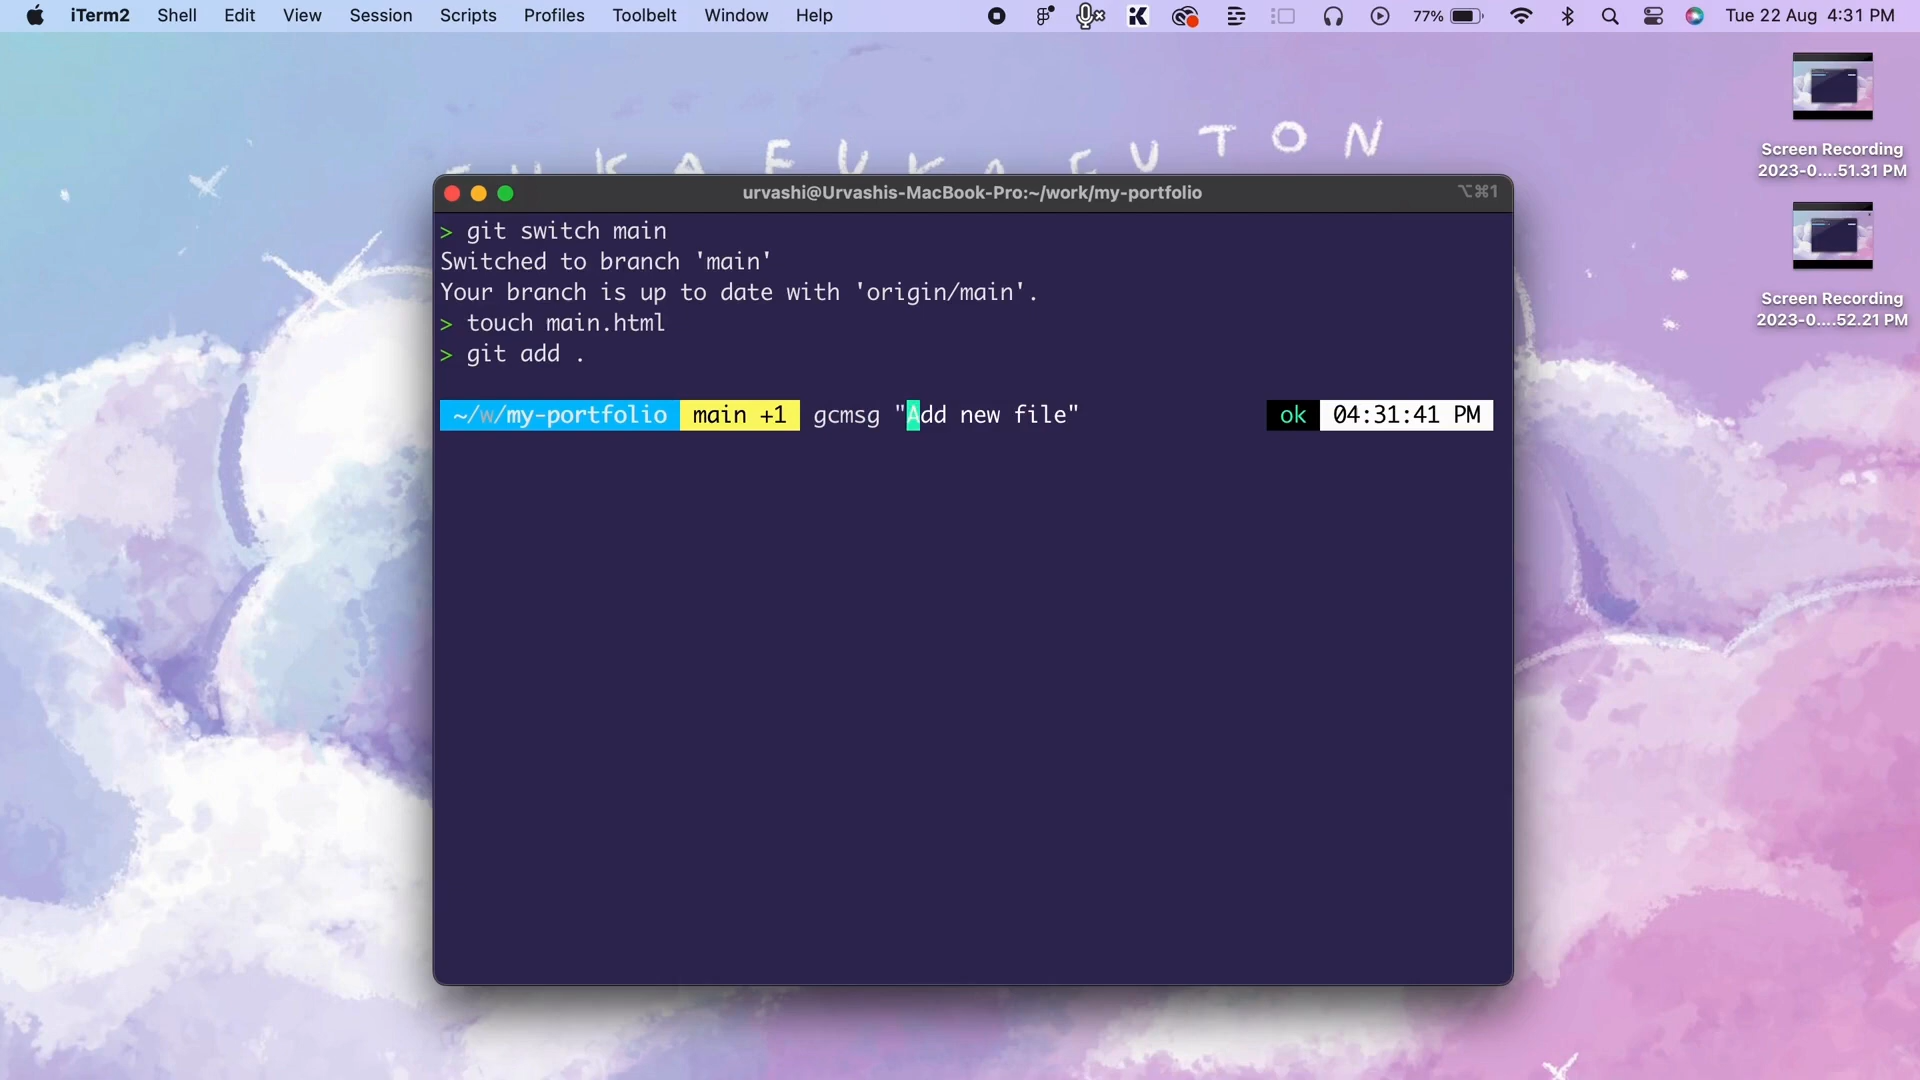 iTerm2 Shell Edit View Session Scripts Profiles Toolbelt Window Help 77% Tue 22 Aug 4:31 PM
FUTON
Screen Recording
2023-0....51.31 PM
Screen Recording
2023-0....52.21 PM
urvashi@Urvashis-MacBook-Pro:~/work/my-portfolio ⌥⌘1
> git switch main
Switched to branch 'main'
Your branch is up to date with 'origin/main'.
> touch main.html
> git add .
~/w/my-portfolio main +1 gcmsg "Add new file" ok 04:31:41 PM